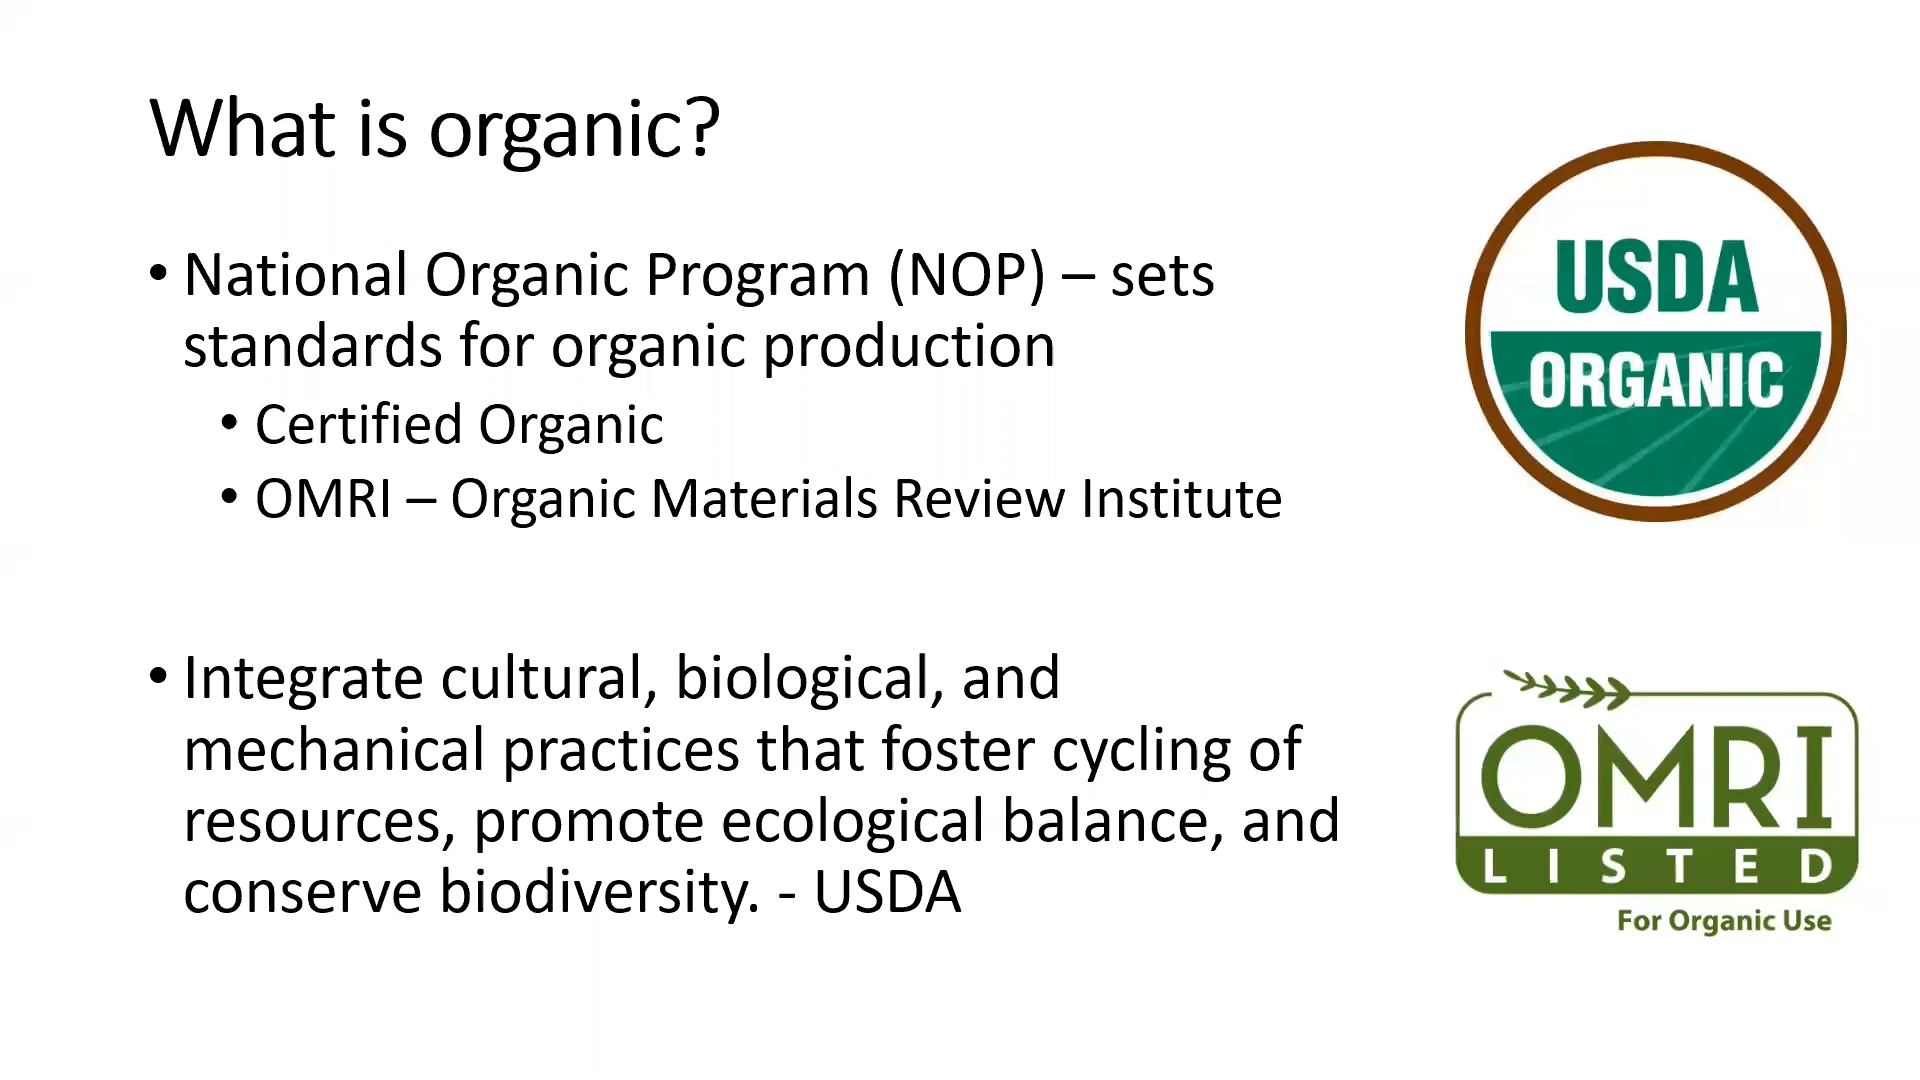 What is organic?
• National Organic Program (NOP) – sets
standards for organic production
• Certified Organic
• OMRI – Organic Materials Review Institute
• Integrate cultural, biological, and
mechanical practices that foster cycling of
resources, promote ecological balance, and
conserve biodiversity. - USDA
USDA
ORGANIC
OMRI
LISTED
For Organic Use